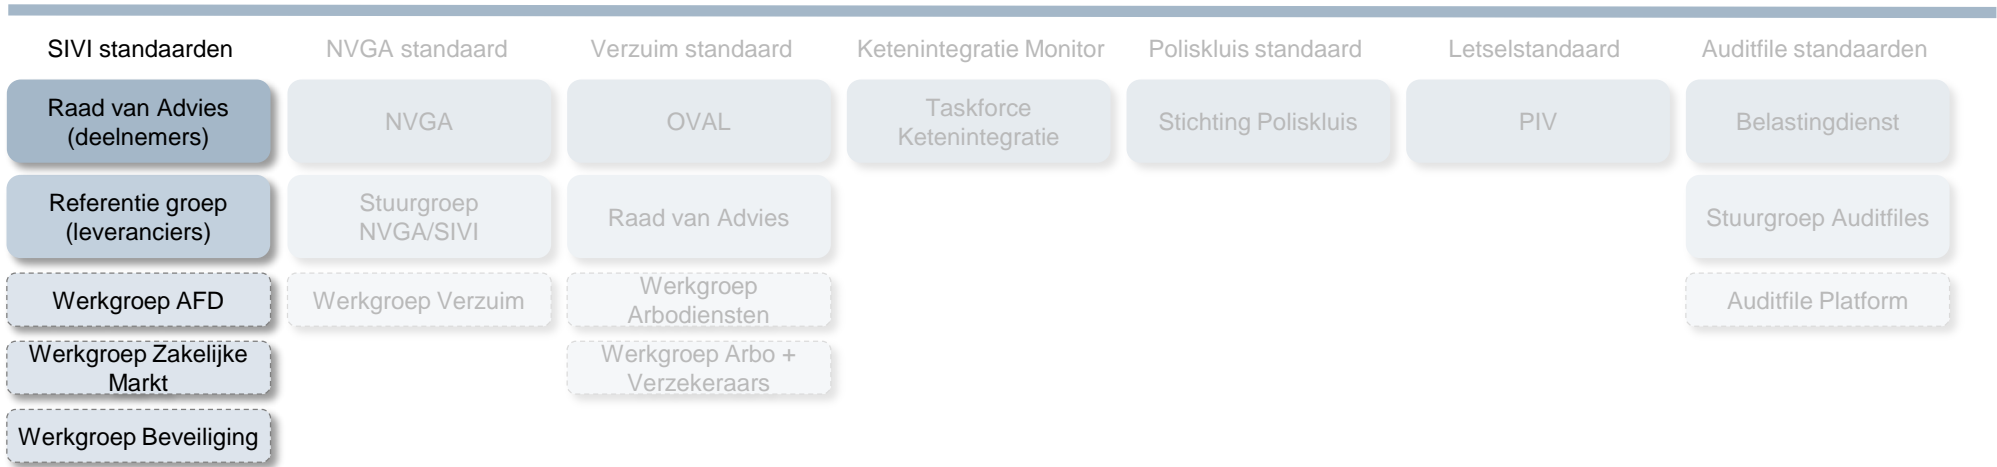 SIVI standaarden
NVGA standaard
Verzuim standaard
Ketenintegratie Monitor
Poliskluis standaard
Letselstandaard
Auditfile standaarden
Raad van Advies
(deelnemers)
NVGA
OVAL
Taskforce
Ketenintegratie
Stichting Poliskluis
PIV
Belastingdienst
Referentie groep
(leveranciers)
Stuurgroep
NVGA/SIVI
Raad van Advies
Stuurgroep Auditfiles
Werkgroep AFD
Werkgroep Verzuim
Werkgroep
Arbodiensten
Auditfile Platform
Werkgroep Zakelijke
Markt
Werkgroep Arbo +
Verzekeraars
Werkgroep Beveiliging